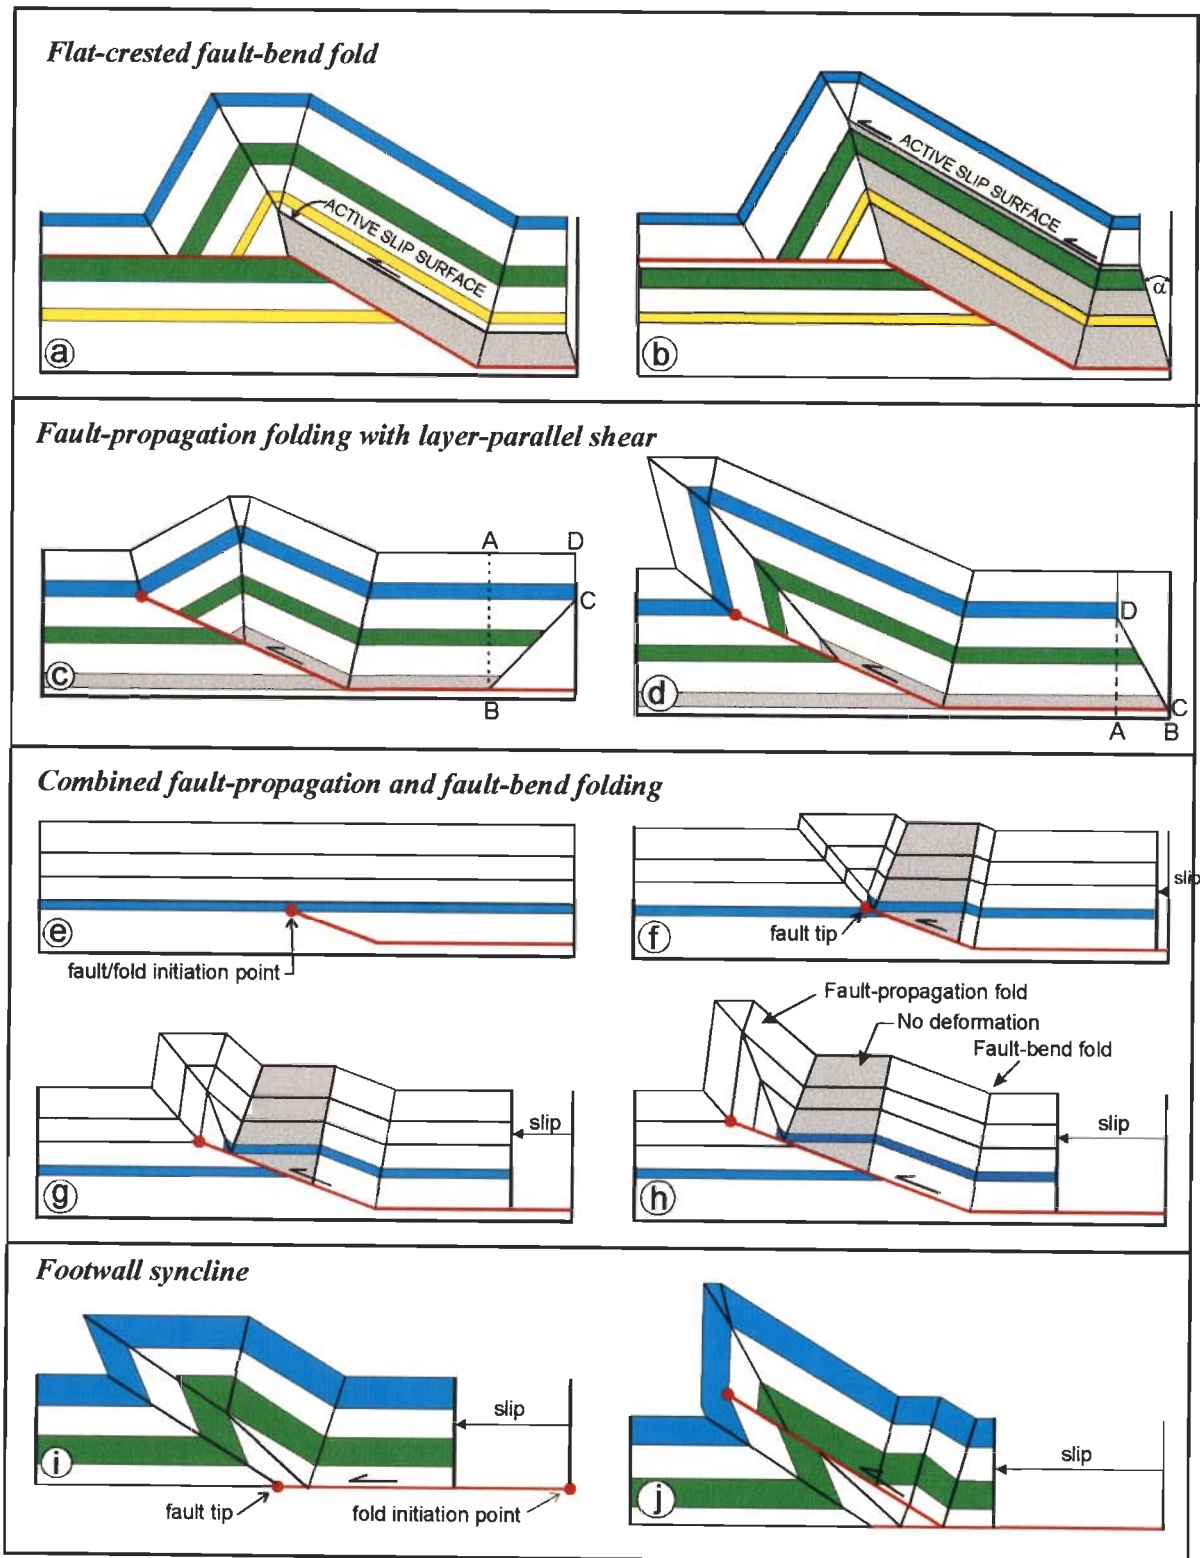 Flat-crested fault-bend fold
ACTIVE SLIP SURFACE
a
ACTIVE SLIP SURFACE
α
b
Fault-propagation folding with layer-parallel shear
A
D
C
B
c
D
C
A
B
d
Combined fault-propagation and fault-bend folding
e
fault/fold initiation point
slip
f
fault tip
slip
g
Fault-propagation fold
No deformation
Fault-bend fold
slip
h
Footwall syncline
slip
i
fault tip
fold initiation point
slip
j